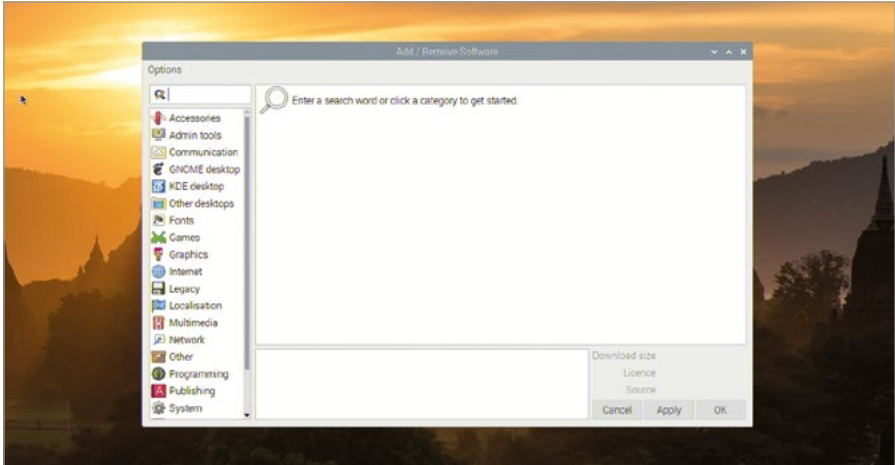 Add / Remove Software
Options
Enter a search word or click a category to get started.
Accessories
Admin tools
Communication
GNOME desktop
KDE desktop
Other desktops
Fonts
Games
Graphics
Internet
Legacy
Localisation
Multimedia
Network
Other
Programming
Publishing
System
Download size
Licence
Source
Cancel Apply OK